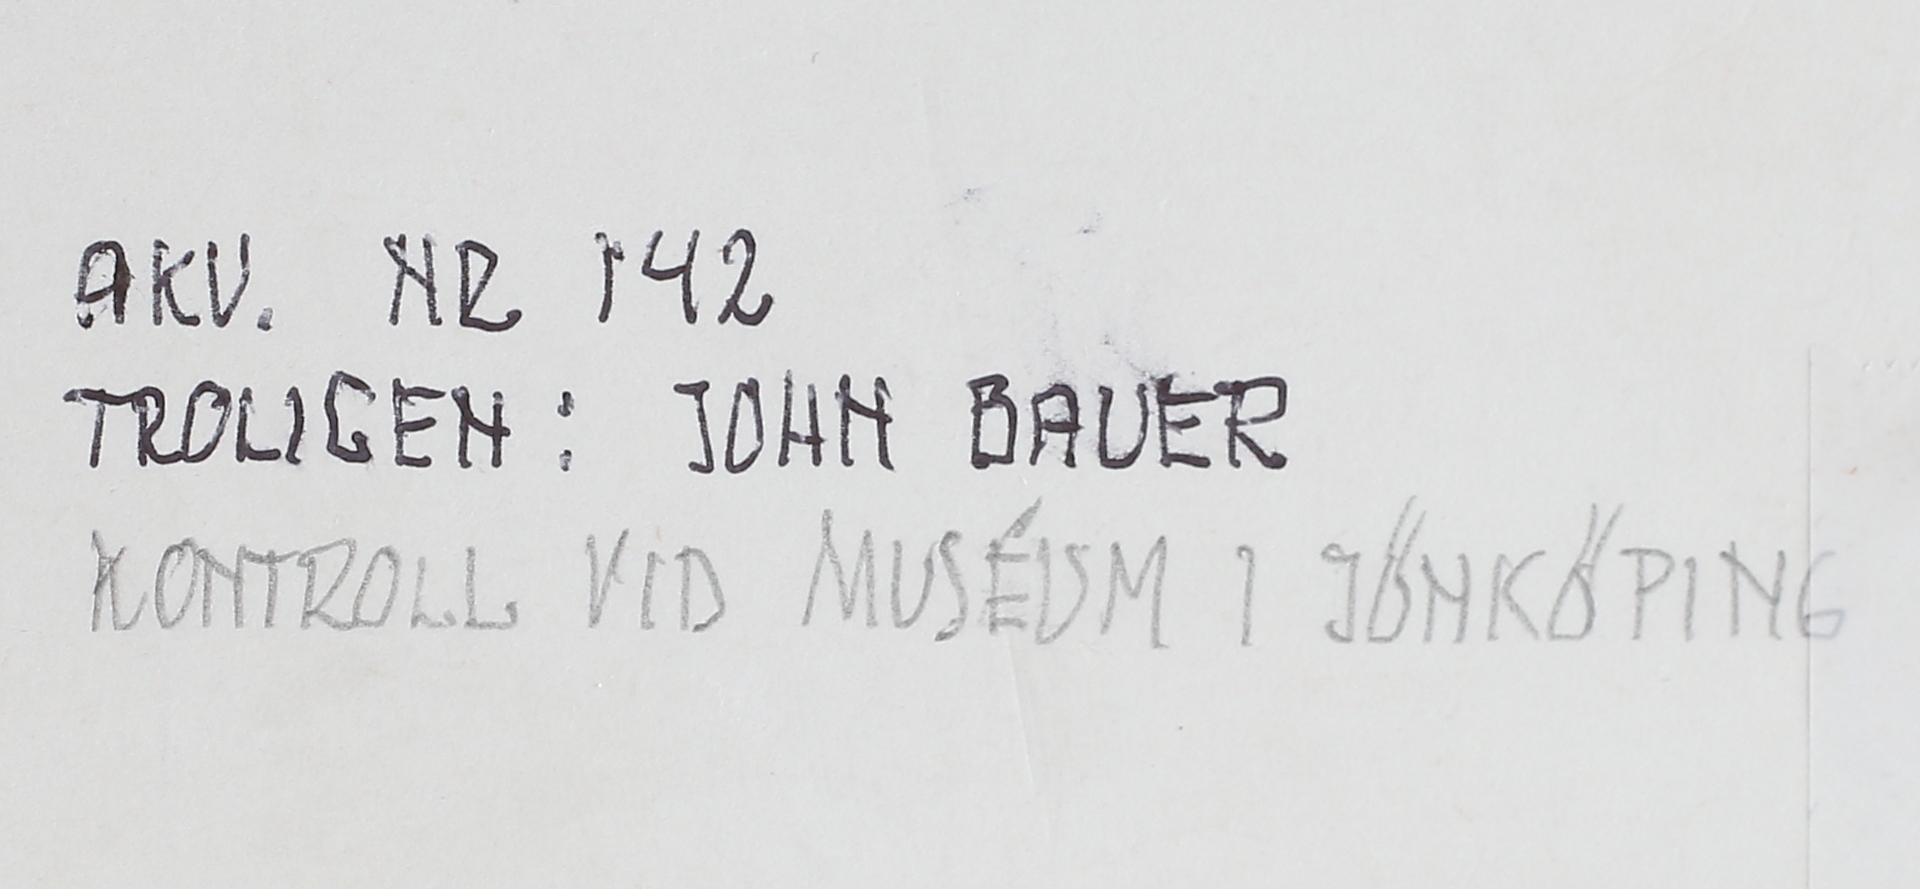 AKV. NR 142
TROLIGEN: JOHN BAUER
KONTROLL VID MUSÉUM I JÖNKÖPING